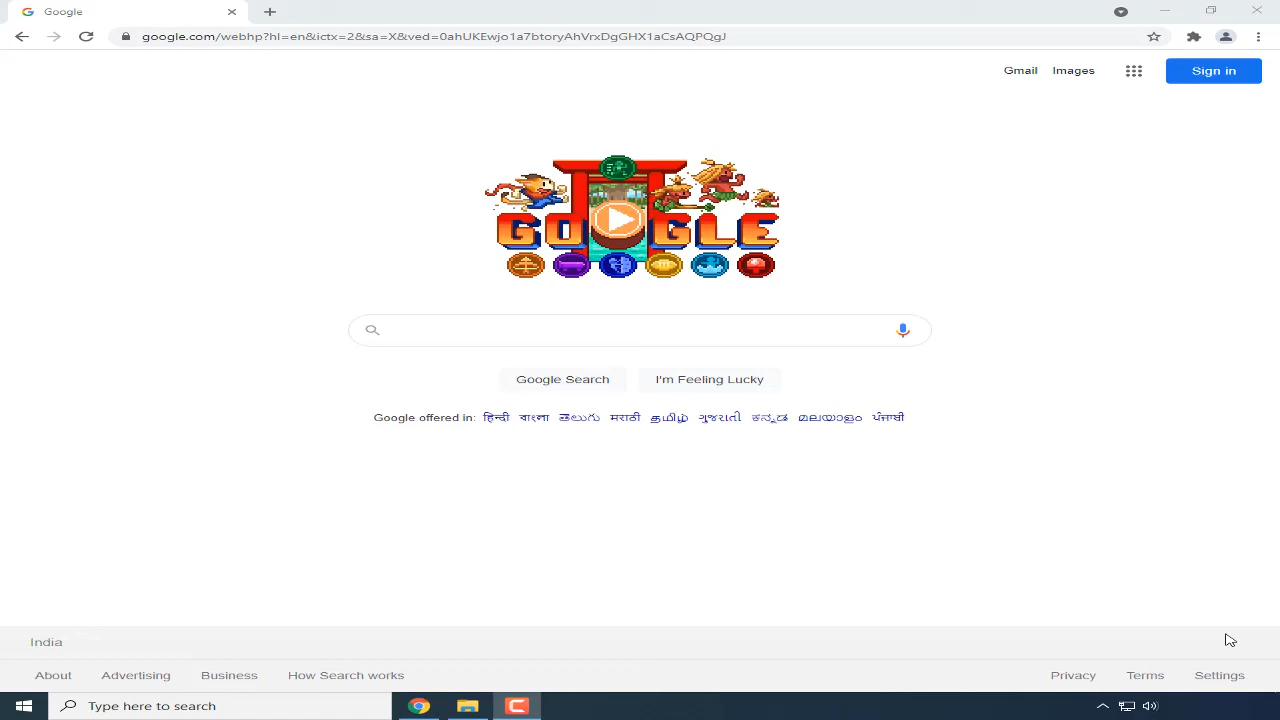 Google
google.com/webhp?hl=en&ictx=2&sa=X&ved=0ahUKEwjo1a7btoryAhVrxDgGHX1aCsAQPQgJ
Gmail Images Sign in
GOOGLE
Google Search I'm Feeling Lucky
Google offered in: हिन्दी বাংলা తెలుగు मराठी தமிழ் ગુજરાતી ಕನ್ನಡ മലയാളം ਪੰਜਾਬੀ
India
About Advertising Business How Search works Privacy Terms Settings
Type here to search